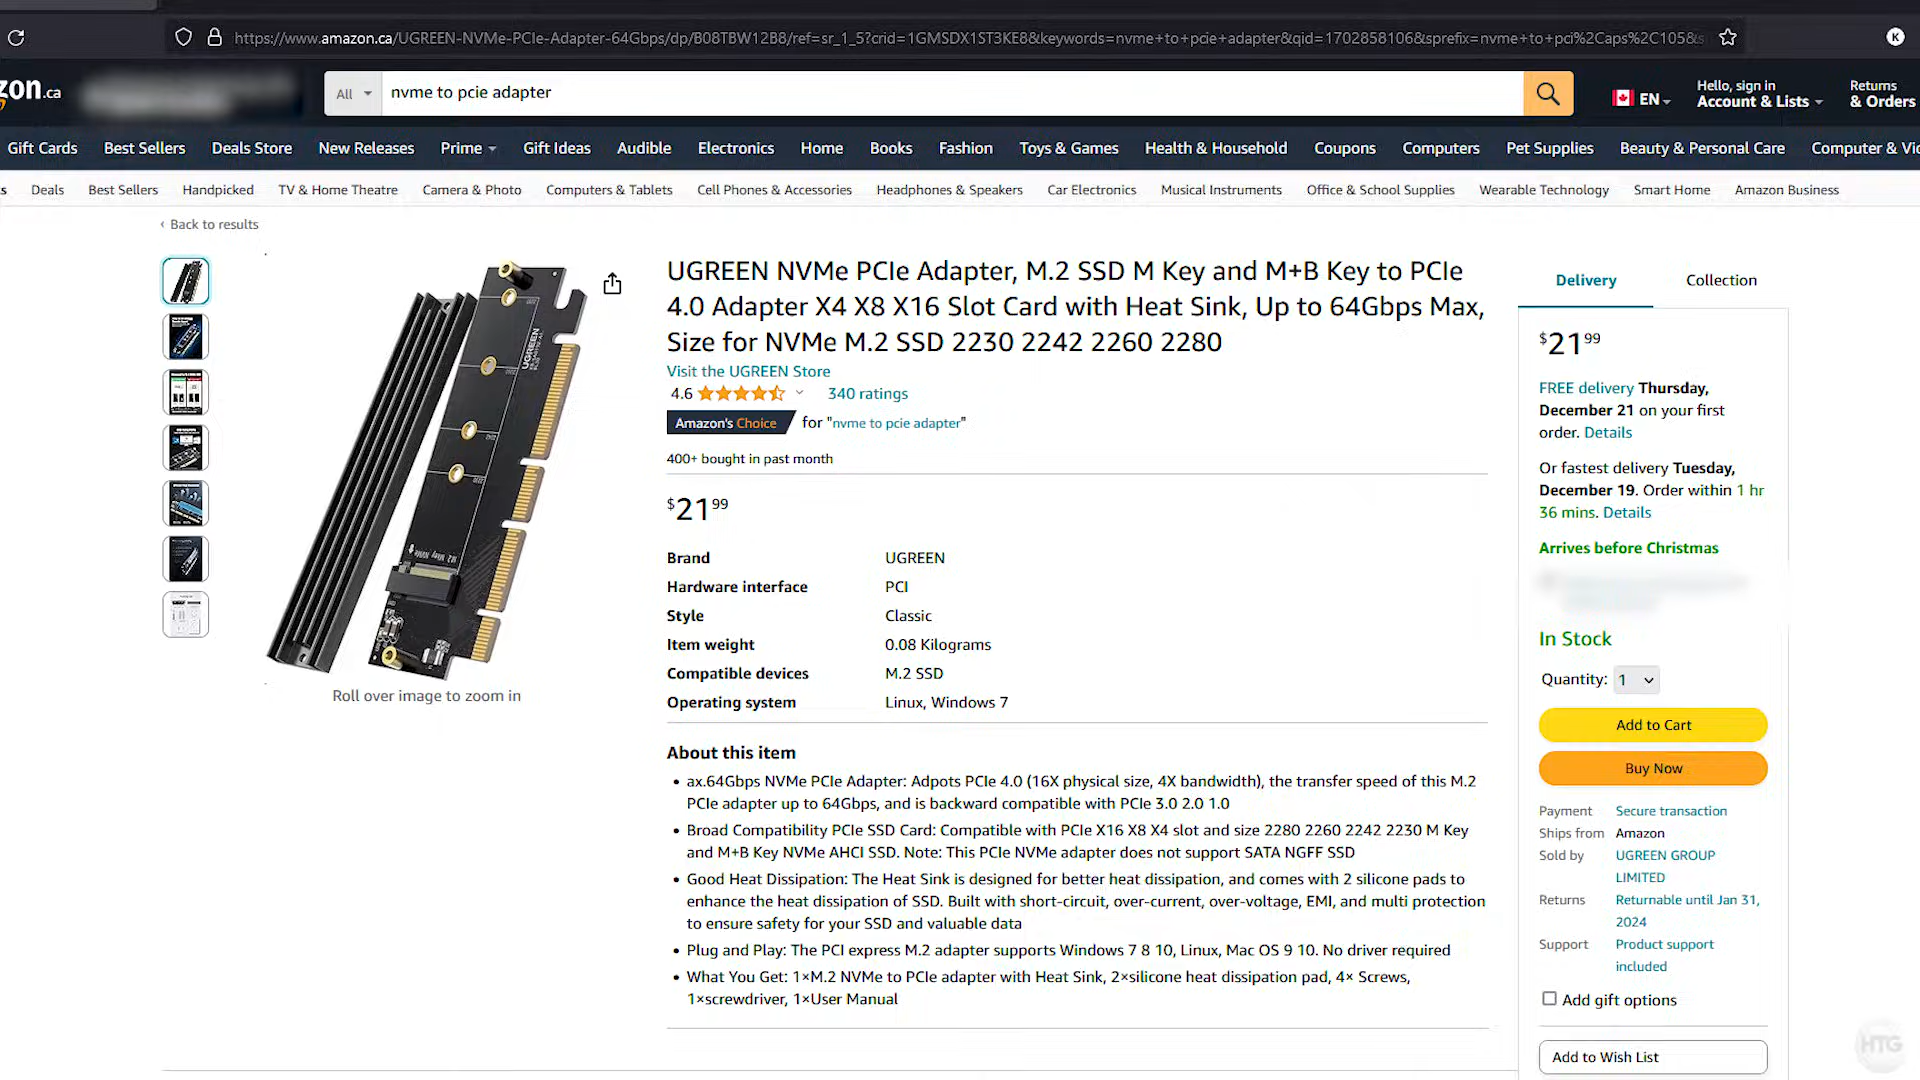 https://www.amazon.ca/UGREEN-NVMe-PCIe-Adapter-64Gbps/dp/B08TBW12B8/ref=sr_1_5?crid=1GMSDX1ST3KE8&keywords=nvme+to+pcie+adapter&qid=1702858106&sprefix=nvme+to+pci%2Caps%2C105&s
K
zon.ca
All
nvme to pcie adapter
EN
Hello, sign in
Account & Lists
Returns
& Orders
Gift Cards Best Sellers Deals Store New Releases Prime Gift Ideas Audible Electronics Home Books Fashion Toys & Games Health & Household Coupons Computers Pet Supplies Beauty & Personal Care Computer & Vi
s Deals Best Sellers Handpicked TV & Home Theatre Camera & Photo Computers & Tablets Cell Phones & Accessories Headphones & Speakers Car Electronics Musical Instruments Office & School Supplies Wearable Technology Smart Home Amazon Business
‹ Back to results
UGREEN
M.2 Mkey NVMe
Roll over image to zoom in
UGREEN NVMe PCIe Adapter, M.2 SSD M Key and M+B Key to PCIe
4.0 Adapter X4 X8 X16 Slot Card with Heat Sink, Up to 64Gbps Max,
Size for NVMe M.2 SSD 2230 2242 2260 2280
Visit the UGREEN Store
4.6 340 ratings
Amazon's Choice for "nvme to pcie adapter"
400+ bought in past month
$21 99
Brand UGREEN
Hardware interface PCI
Style Classic
Item weight 0.08 Kilograms
Compatible devices M.2 SSD
Operating system Linux, Windows 7
About this item
• ax.64Gbps NVMe PCIe Adapter: Adpots PCIe 4.0 (16X physical size, 4X bandwidth), the transfer speed of this M.2
PCIe adapter up to 64Gbps, and is backward compatible with PCIe 3.0 2.0 1.0
• Broad Compatibility PCIe SSD Card: Compatible with PCIe X16 X8 X4 slot and size 2280 2260 2242 2230 M Key
and M+B Key NVMe AHCI SSD. Note: This PCIe NVMe adapter does not support SATA NGFF SSD
• Good Heat Dissipation: The Heat Sink is designed for better heat dissipation, and comes with 2 silicone pads to
enhance the heat dissipation of SSD. Built with short-circuit, over-current, over-voltage, EMI, and multi protection
to ensure safety for your SSD and valuable data
• Plug and Play: The PCI express M.2 adapter supports Windows 7 8 10, Linux, Mac OS 9 10. No driver required
• What You Get: 1×M.2 NVMe to PCIe adapter with Heat Sink, 2×silicone heat dissipation pad, 4× Screws,
1×screwdriver, 1×User Manual
Delivery Collection
$21 99
FREE delivery Thursday,
December 21 on your first
order. Details
Or fastest delivery Tuesday,
December 19. Order within 1 hr
36 mins. Details
Arrives before Christmas
In Stock
Quantity: 1
Add to Cart
Buy Now
Payment Secure transaction
Ships from Amazon
Sold by UGREEN GROUP
LIMITED
Returns Returnable until Jan 31,
2024
Support Product support
included
Add gift options
Add to Wish List
HTG